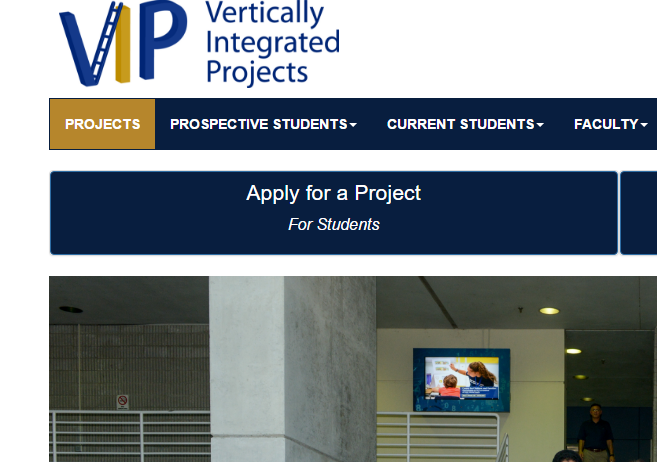 VIP
Vertically
Integrated
Projects
PROJECTS PROSPECTIVE STUDENTS CURRENT STUDENTS FACULTY
Apply for a Project
For Students